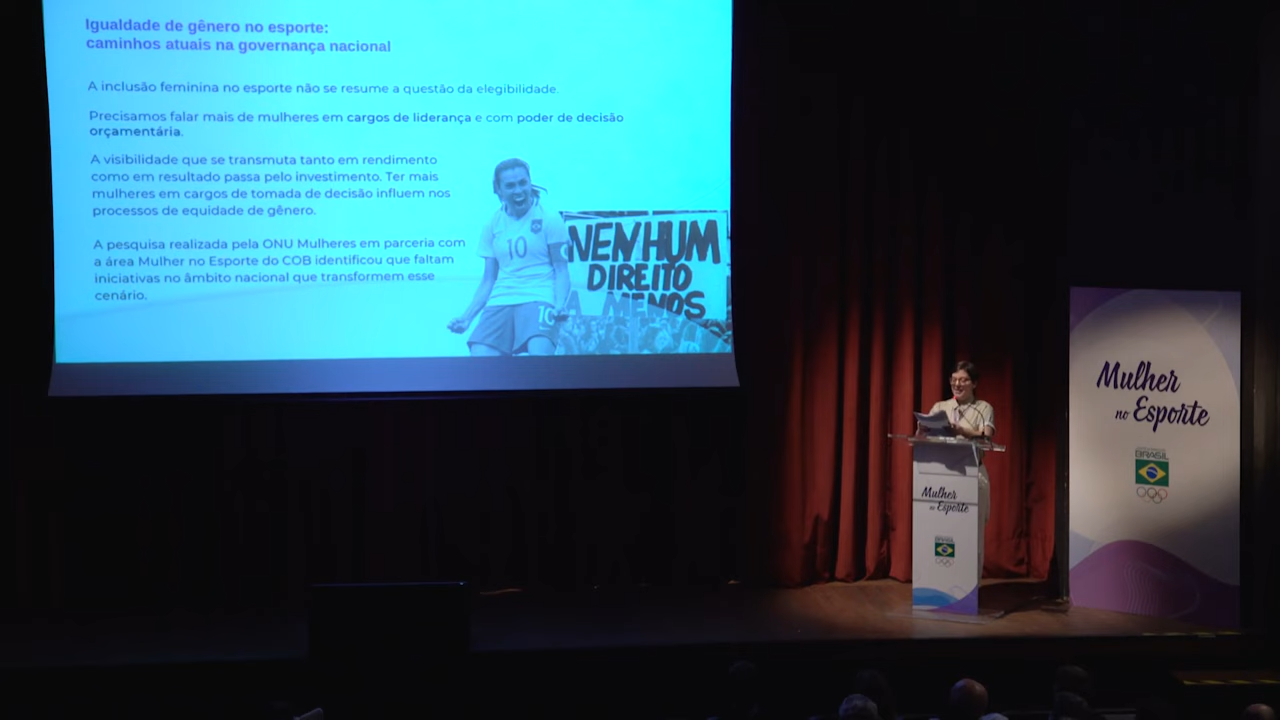 Igualdade de gênero no esporte:
caminhos atuais na governança nacional
A inclusão feminina no esporte não se resume a questão da elegibilidade.
Precisamos falar mais de mulheres em cargos de liderança e com poder de decisão
orçamentária.
A visibilidade que se transmuta tanto em rendimento
como em resultado passa pelo investimento. Ter mais
mulheres em cargos de tomada de decisão influem nos
processos de equidade de gênero.
A pesquisa realizada pela ONU Mulheres em parceria com
a área Mulher no Esporte do COB identificou que faltam
iniciativas no âmbito nacional que transformem esse
cenário.
10
10
NENHUM
DIREITO
A MENOS
Mulher
no Esporte
BRASIL
Mulher
no Esporte
BRASIL